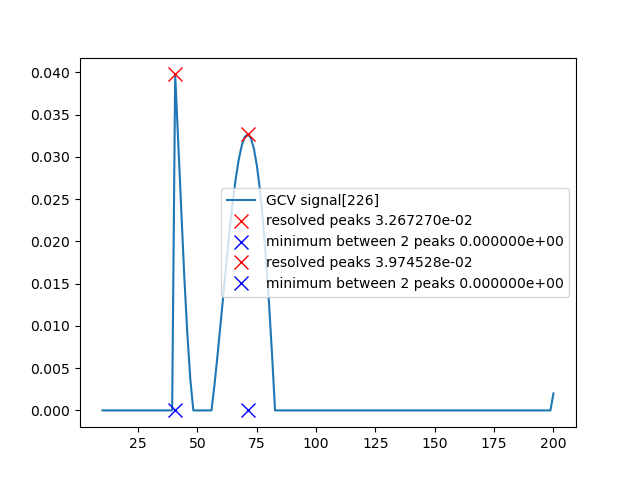 0.040
0.035
0.030
0.025
0.020
0.015
0.010
0.005
0.000
GCV signal[226]
resolved peaks 3.267270e-02
minimum between 2 peaks 0.000000e+00
resolved peaks 3.974528e-02
minimum between 2 peaks 0.000000e+00
25 50 75 100 125 150 175 200